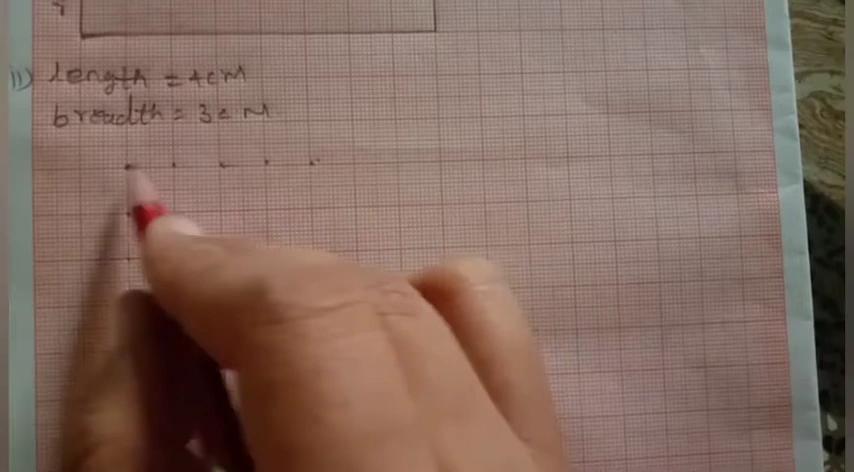 ii) length = 4cm
breadth = 3cm